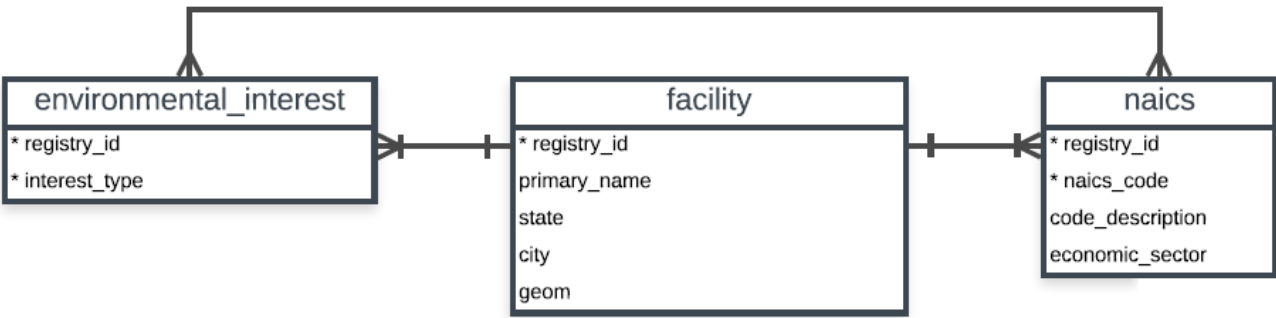 environmental_interest
* registry_id
* interest_type
facility
* registry_id
primary_name
state
city
geom
naics
* registry_id
* naics_code
code_description
economic_sector